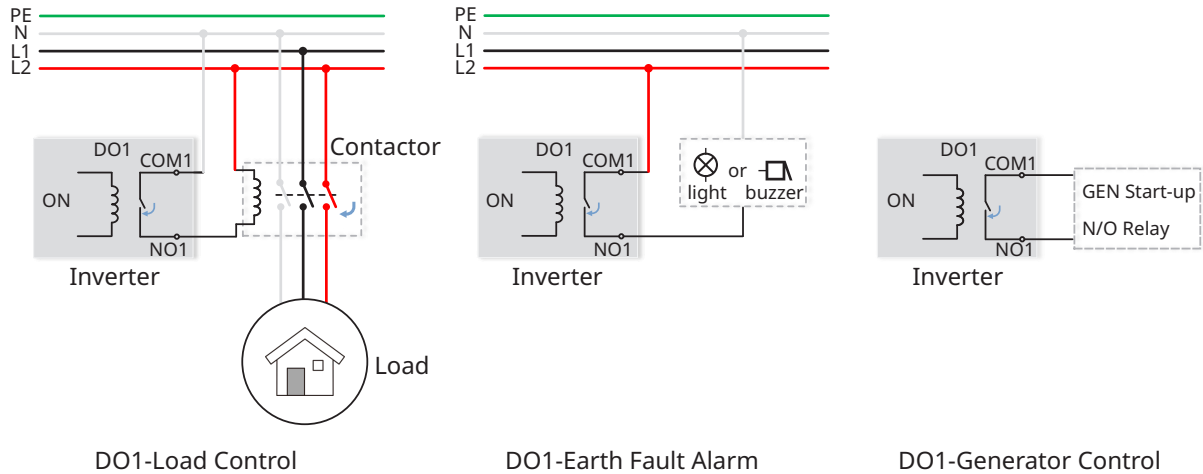 PE
N
L1
L2
DO1
COM1
ON
NO1
Inverter
Contactor
Load
DO1-Load Control
PE
N
L1
L2
DO1
COM1
ON
NO1
Inverter
or
light buzzer
DO1-Earth Fault Alarm
DO1
COM1
ON
NO1
Inverter
GEN Start-up
N/O Relay
DO1-Generator Control